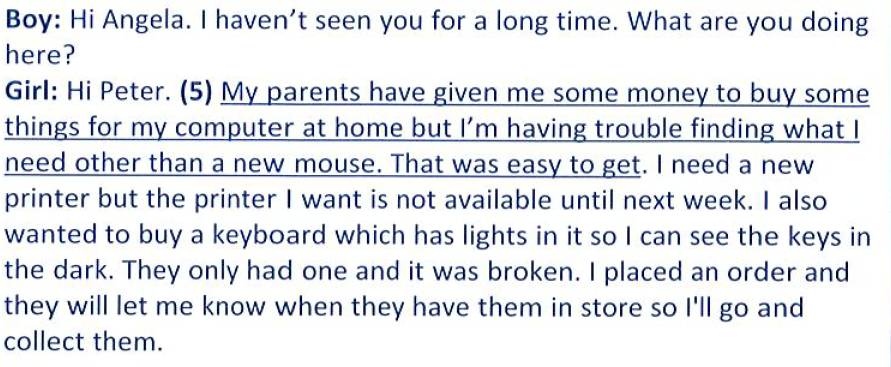 Boy: Hi Angela. I haven’t seen you for a long time. What are you doing
here?
Girl: Hi Peter. (5) My parents have given me some money to buy some
things for my computer at home but I’m having trouble finding what I
need other than a new mouse. That was easy to get. I need a new
printer but the printer I want is not available until next week. I also
wanted to buy a keyboard which has lights in it so I can see the keys in
the dark. They only had one and it was broken. I placed an order and
they will let me know when they have them in store so I'll go and
collect them.